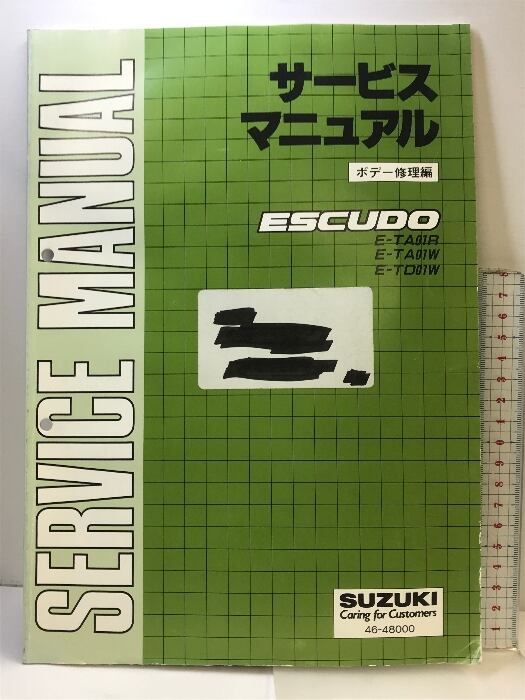 SERVICE MANUAL
サービス
マニュアル
ボデー修理編
ESCUDO
E-TA01R
E-TA01W
E-TD01W
SUZUKI
Caring for Customers
46-48000